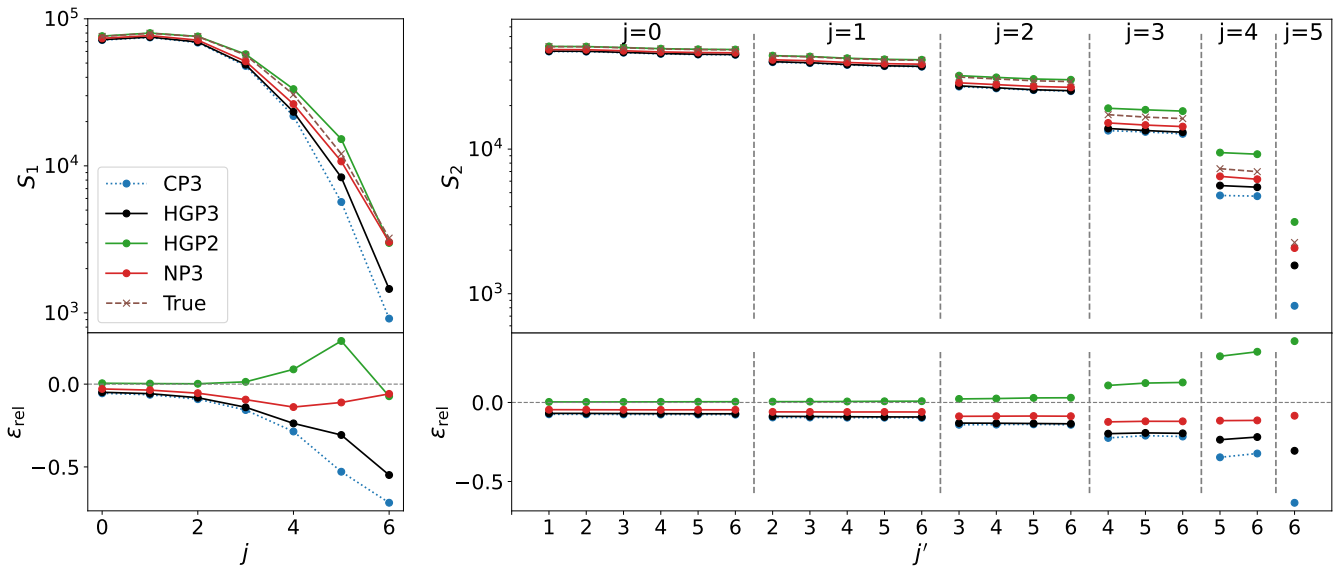 10^5
10^4
10^3
S_1
CP3
HGP3
HGP2
NP3
True
0.0
−0.5
ε_rel
0 2 4 6
j
j=0 j=1 j=2 j=3 j=4 j=5
10^4
10^3
S_2
0.0
−0.5
ε_rel
1 2 3 4 5 6 2 3 4 5 6 3 4 5 6 4 5 6 5 6 6
j′